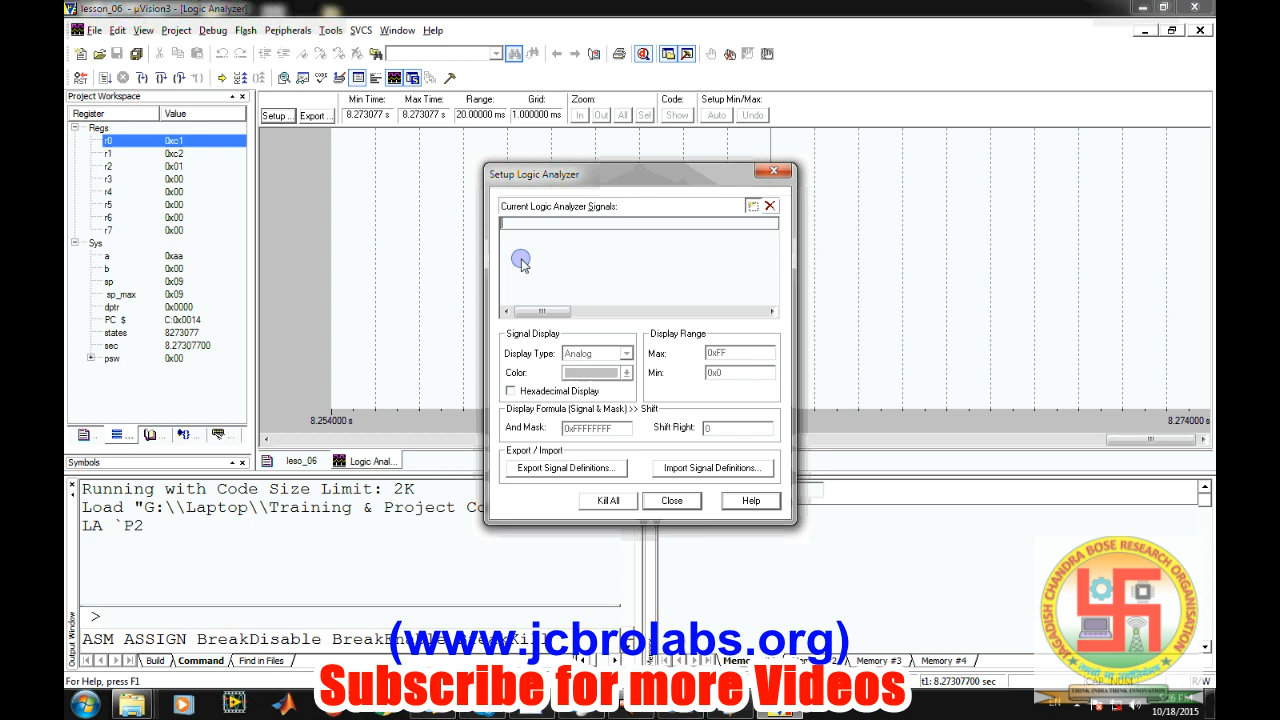 lesson_06 - µVision3 - [Logic Analyzer]
File Edit View Project Debug Flash Peripherals Tools SVCS Window Help
Project Workspace
Register Value
Regs
r0 0xc1
r1 0xc2
r2 0x01
r3 0x00
r4 0x00
r5 0x00
r6 0x00
r7 0x00
Sys
a 0xaa
b 0x00
sp 0x09
sp_max 0x09
dptr 0x0000
PC $ C:0x0014
states 8273077
sec 8.27307700
psw 0x00
Symbols
Min Time: Max Time: Range: Grid: Zoom: Code: Setup Min/Max:
Setup... Export... 8.273077 s 8.273077 s 20.00000 ms 1.000000 ms In Out All Sel Show Auto Undo
8.254000 s 8.274000 s
leso_06 Logic Anal...
Setup Logic Analyzer
Current Logic Analyzer Signals:
Signal Display
Display Type: Analog
Color:
Hexadecimal Display
Display Range
Max: 0xFF
Min: 0x0
Display Formula (Signal & Mask) >> Shift
And Mask: 0xFFFFFFFF Shift Right: 0
Export / Import
Export Signal Definitions... Import Signal Definitions...
Kill All Close Help
Running with Code Size Limit: 2K
Load "G:\\Laptop\\Training & Project Co
LA `P2
>
ASM ASSIGN BreakDisable
Output Window
Build Command Find in Files
Memory #3 Memory #4
For Help, press F1
t1: 8.27307700 sec
R/W
(www.jcbrolabs.org)
Subscribe for more Videos
JAGADISH CHANDRA BOSE RESEARCH ORGANISATION
THINK INDIA THINK INNOVATION
10/18/2015